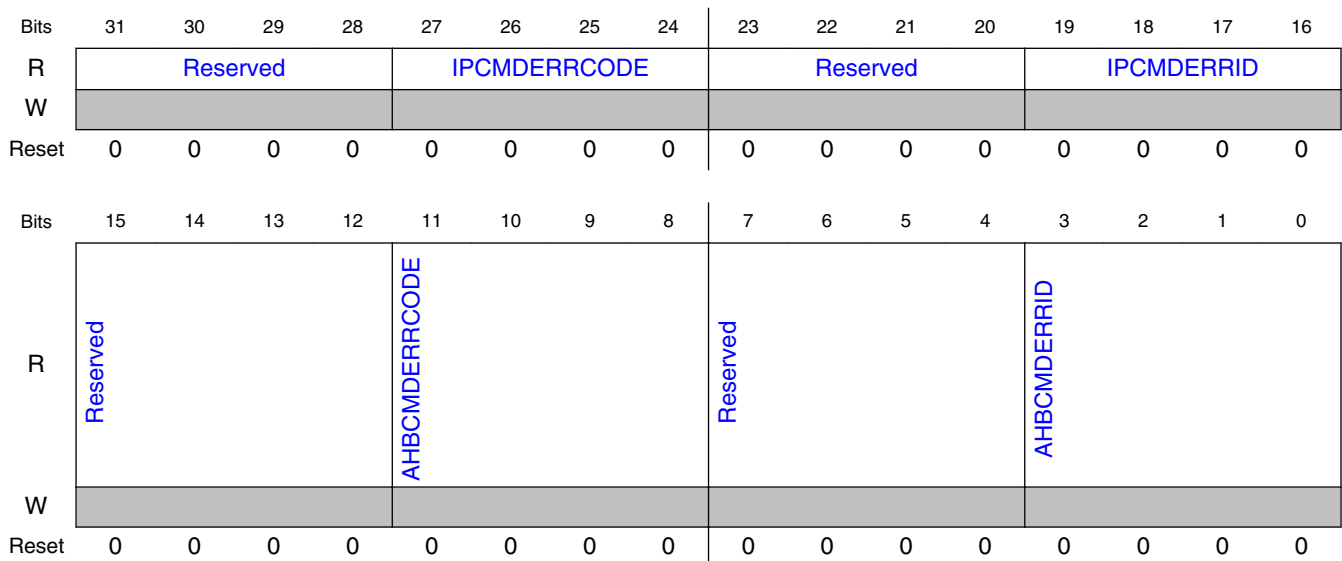 Bits 31 30 29 28 27 26 25 24 23 22 21 20 19 18 17 16
R Reserved IPCMDERRCODE Reserved IPCMDERRID
W
Reset 0 0 0 0 0 0 0 0 0 0 0 0 0 0 0 0
Bits 15 14 13 12 11 10 9 8 7 6 5 4 3 2 1 0
R Reserved AHBCMDERRCODE Reserved AHBCMDERRID
W
Reset 0 0 0 0 0 0 0 0 0 0 0 0 0 0 0 0